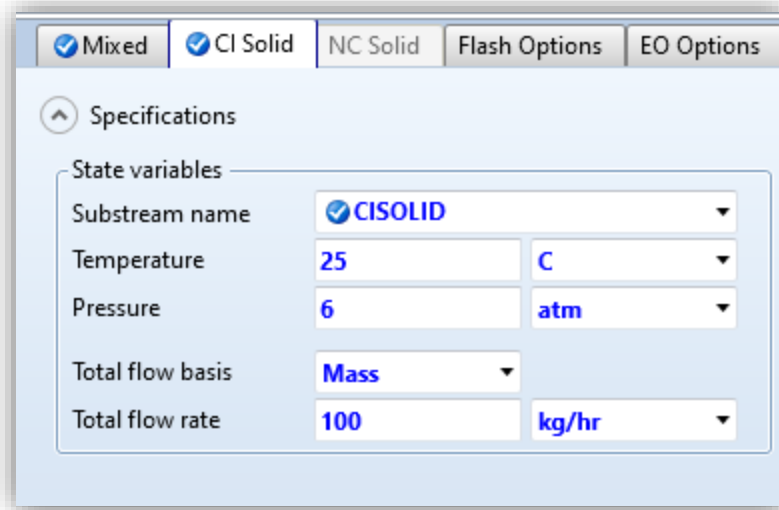 Mixed CI Solid NC Solid Flash Options EO Options
Specifications
State variables
Substream name CISOLID
Temperature 25 C
Pressure 6 atm
Total flow basis Mass
Total flow rate 100 kg/hr